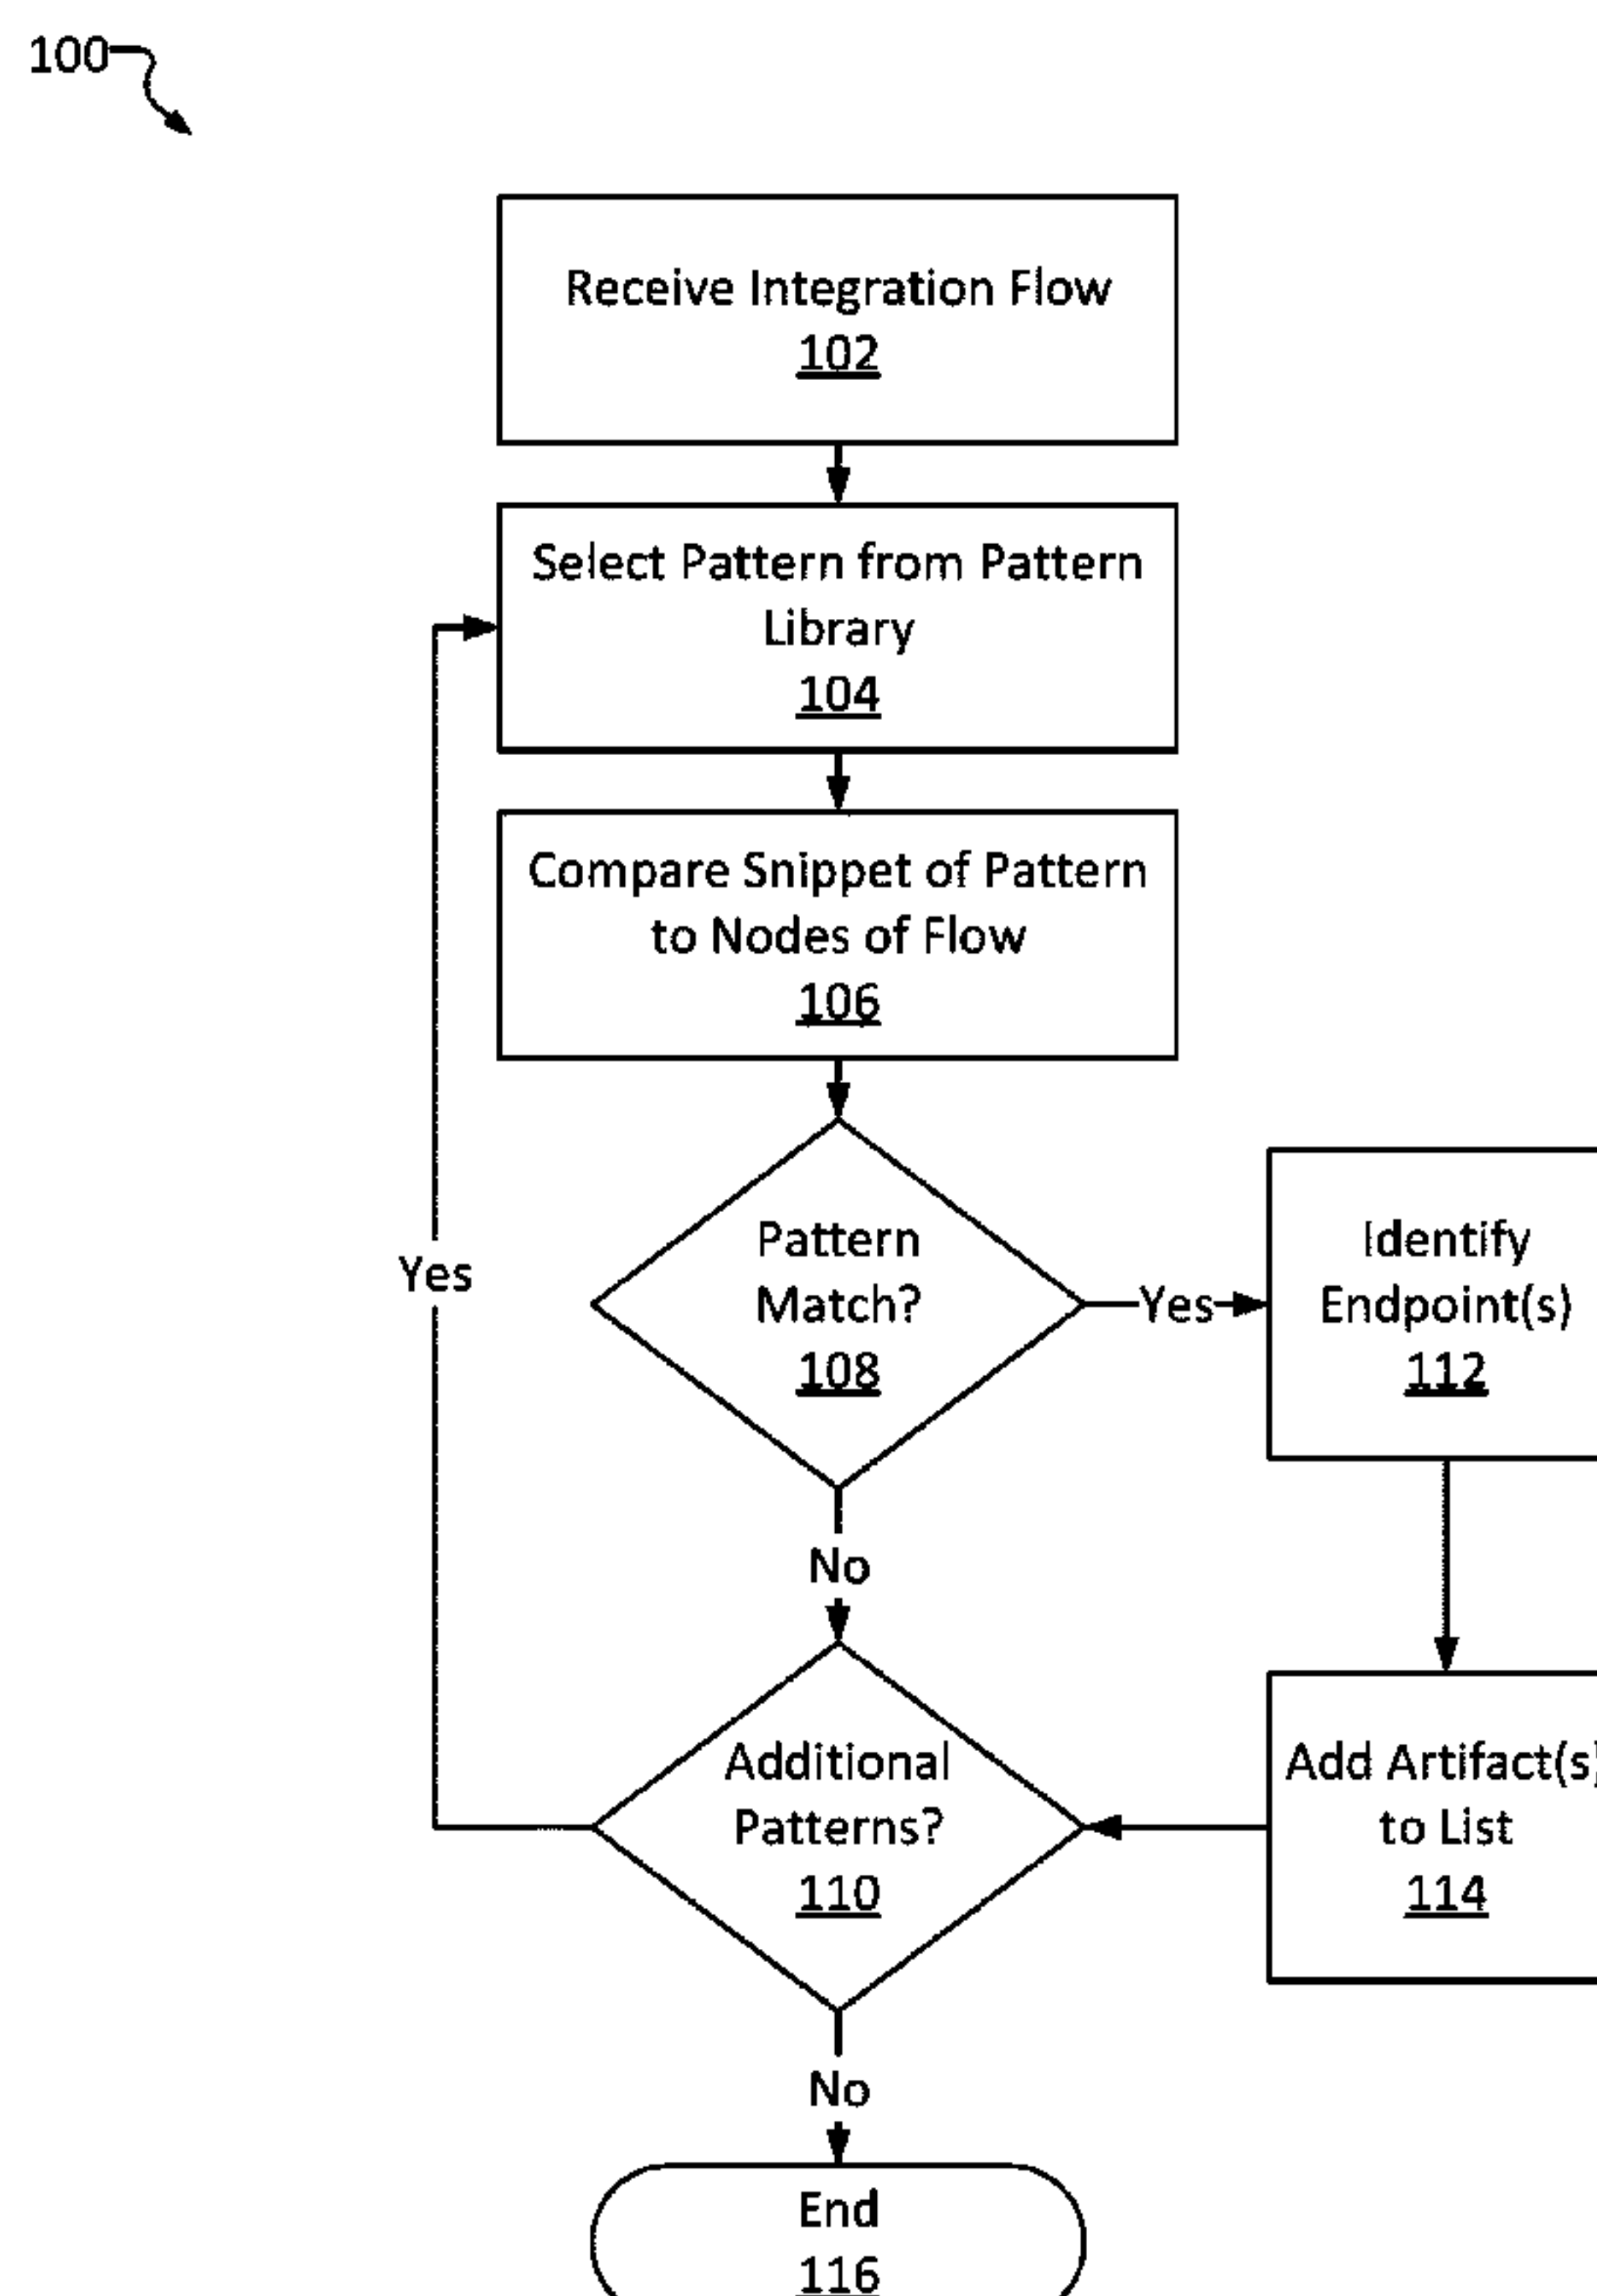 100
Receive Integration Flow
102
Select Pattern from Pattern
Library
104
Compare Snippet of Pattern
to Nodes of Flow
106
Pattern
Match?
108
Yes
Identify
Endpoint(s)
112
Yes
No
Additional
Patterns?
110
Add Artifact(s)
to List
114
No
End
116